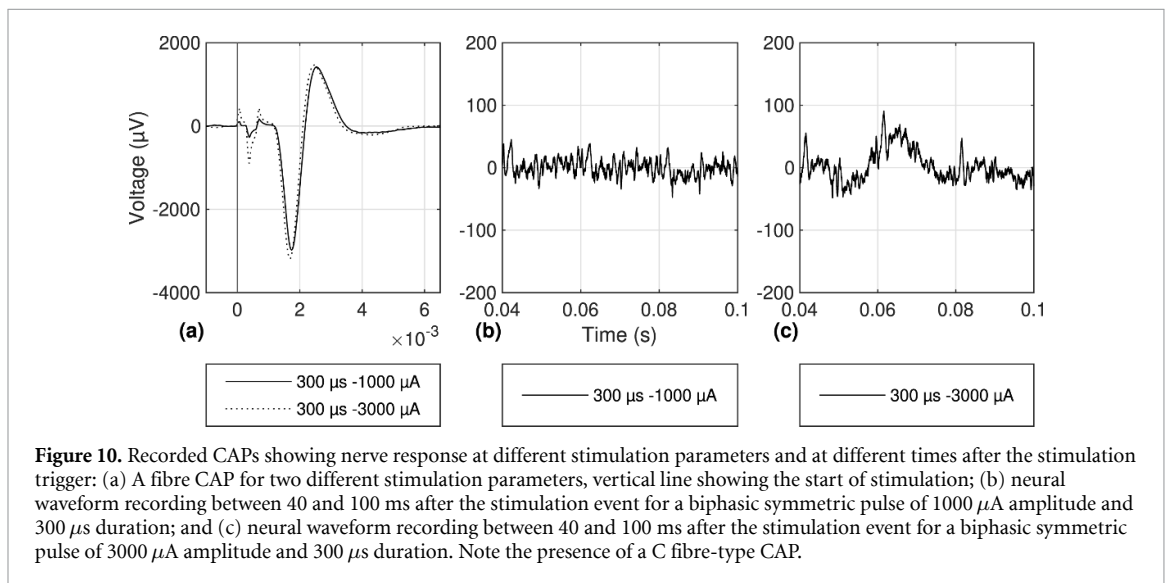 2000
0
-2000
-4000
Voltage (µV)
0 2 4 6
×10⁻³
(a)
200
100
0
-100
-200
0.04 0.06 0.08 0.1
(b)
Time (s)
200
100
0
-100
-200
0.04 0.06 0.08 0.1
(c)
300 µs -1000 µA
300 µs -3000 µA
300 µs -1000 µA
300 µs -3000 µA
Figure 10. Recorded CAPs showing nerve response at different stimulation parameters and at different times after the stimulation
trigger: (a) A fibre CAP for two different stimulation parameters, vertical line showing the start of stimulation; (b) neural
waveform recording between 40 and 100 ms after the stimulation event for a biphasic symmetric pulse of 1000 µA amplitude and
300 µs duration; and (c) neural waveform recording between 40 and 100 ms after the stimulation event for a biphasic symmetric
pulse of 3000 µA amplitude and 300 µs duration. Note the presence of a C fibre-type CAP.